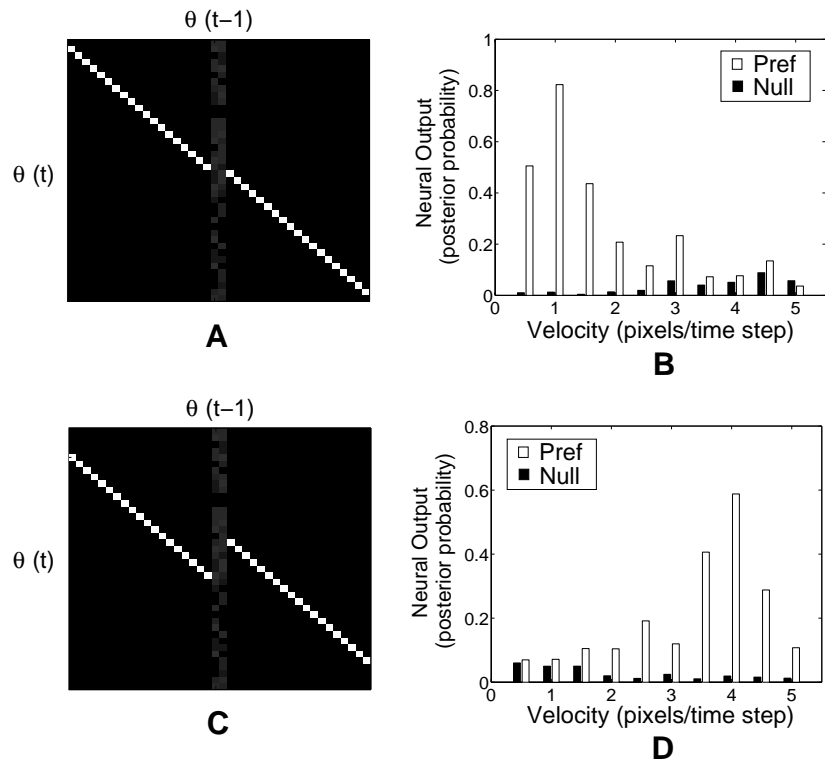 θ (t−1)
θ (t)
A
1
0.8
0.6
0.4
0.2
0
0 1 2 3 4 5
Neural Output
(posterior probability)
Pref
Null
Velocity (pixels/time step)
B
θ (t−1)
θ (t)
C
0.8
0.6
0.4
0.2
0
0 1 2 3 4 5
Neural Output
(posterior probability)
Pref
Null
Velocity (pixels/time step)
D